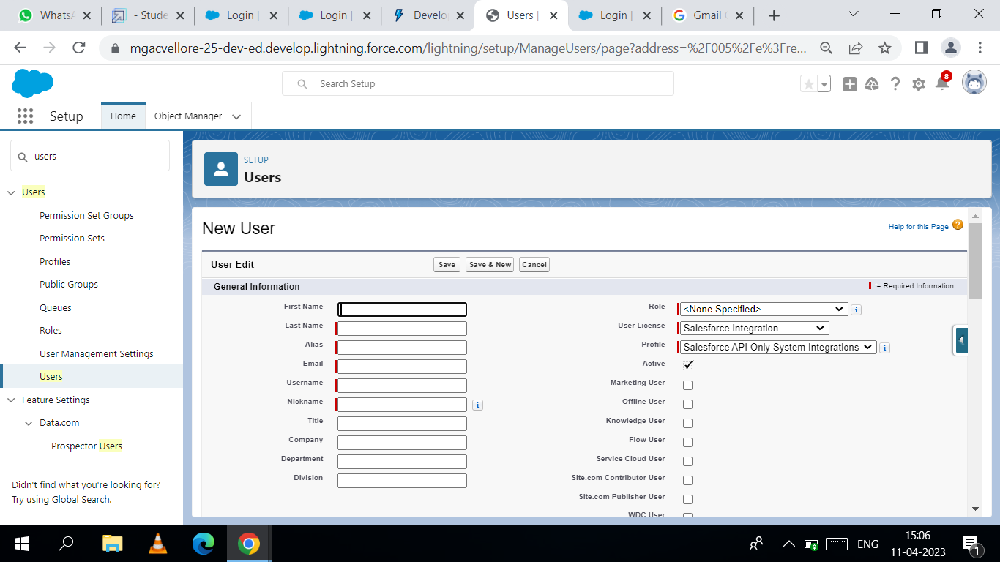 WhatsA
- Stude
Login |
Login |
Develo
Users |
Login |
Gmail
mgacvellore-25-dev-ed.develop.lightning.force.com/lightning/setup/ManageUsers/page?address=%2F005%2Fe%3Fre...
Search Setup
8
Setup
Home
Object Manager
users
Users
Permission Set Groups
Permission Sets
Profiles
Public Groups
Queues
Roles
User Management Settings
Users
Feature Settings
Data.com
Prospector Users
Didn't find what you're looking for?
Try using Global Search.
SETUP
Users
New User
Help for this Page ?
User Edit
Save
Save & New
Cancel
General Information
= Required Information
First Name
Last Name
Alias
Email
Username
Nickname
i
Title
Company
Department
Division
Role
<None Specified>
i
User License
Salesforce Integration
Profile
Salesforce API Only System Integrations
i
Active
Marketing User
Offline User
Knowledge User
Flow User
Service Cloud User
Site.com Contributor User
Site.com Publisher User
WDC User
ENG
15:06
11-04-2023
1